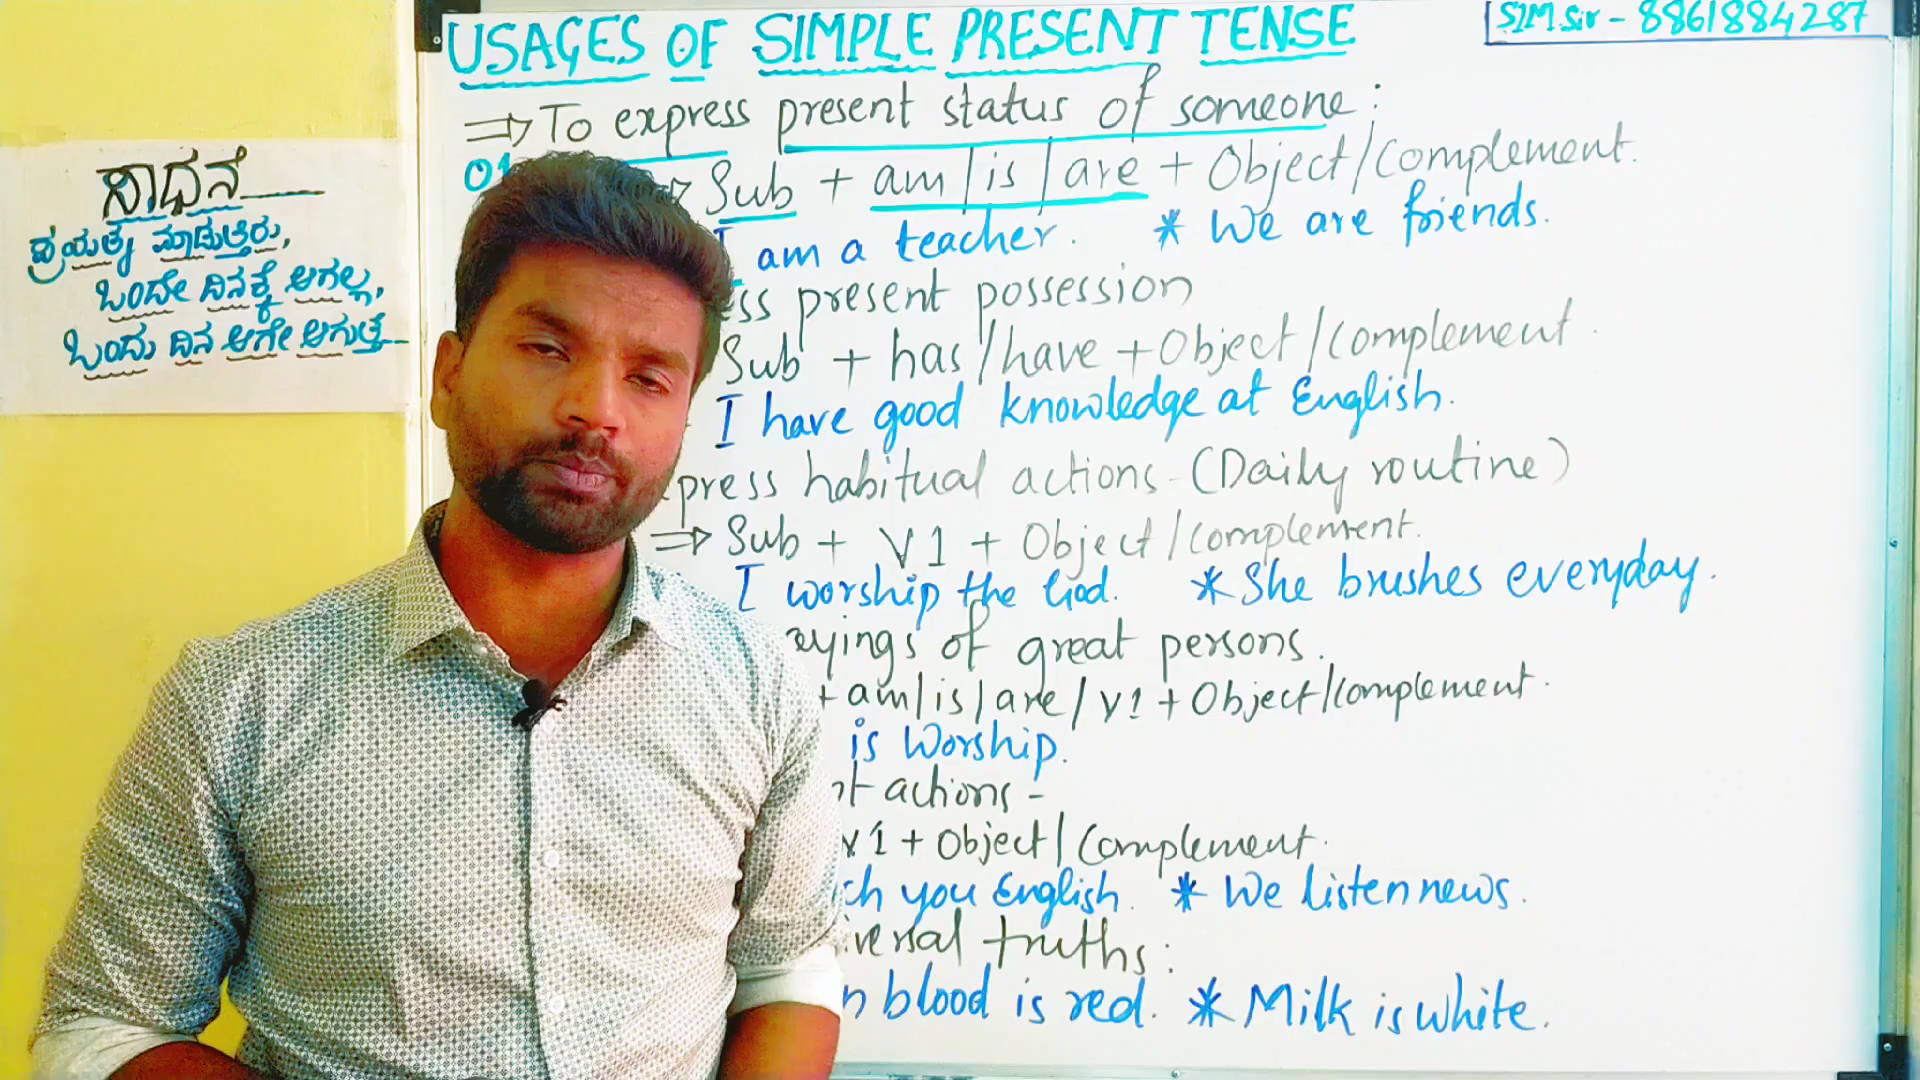 USAGES OF SIMPLE PRESENT TENSE
SJM Sir - 8861884287
⇒ To express present status of someone:
01 ⇒ Sub + am/is/are + Object/Complement.
I am a teacher. * We are friends.
present possession
Sub + has/have + Object/Complement.
I have good knowledge at English.
press habitual actions - (Daily routine)
⇒ Sub + V1 + Object/complement.
I worship the God. * She brushes everyday.
ayings of great persons.
+ am/is/are/V1 + Object/Complement.
is Worship.
actions -
V1 + Object/Complement.
ch you English. * We listen news.
versal truths:
blood is red. * Milk is white.
ಸಾಧನೆ
ಪ್ರಯತ್ನ ಮಾಡುತ್ತಿರು,
ಒಂದೇ ದಿನಕ್ಕೆ ಆಗಲ್ಲ,
ಒಂದು ದಿನ ಆಗೇ ಆಗುತ್ತೆ